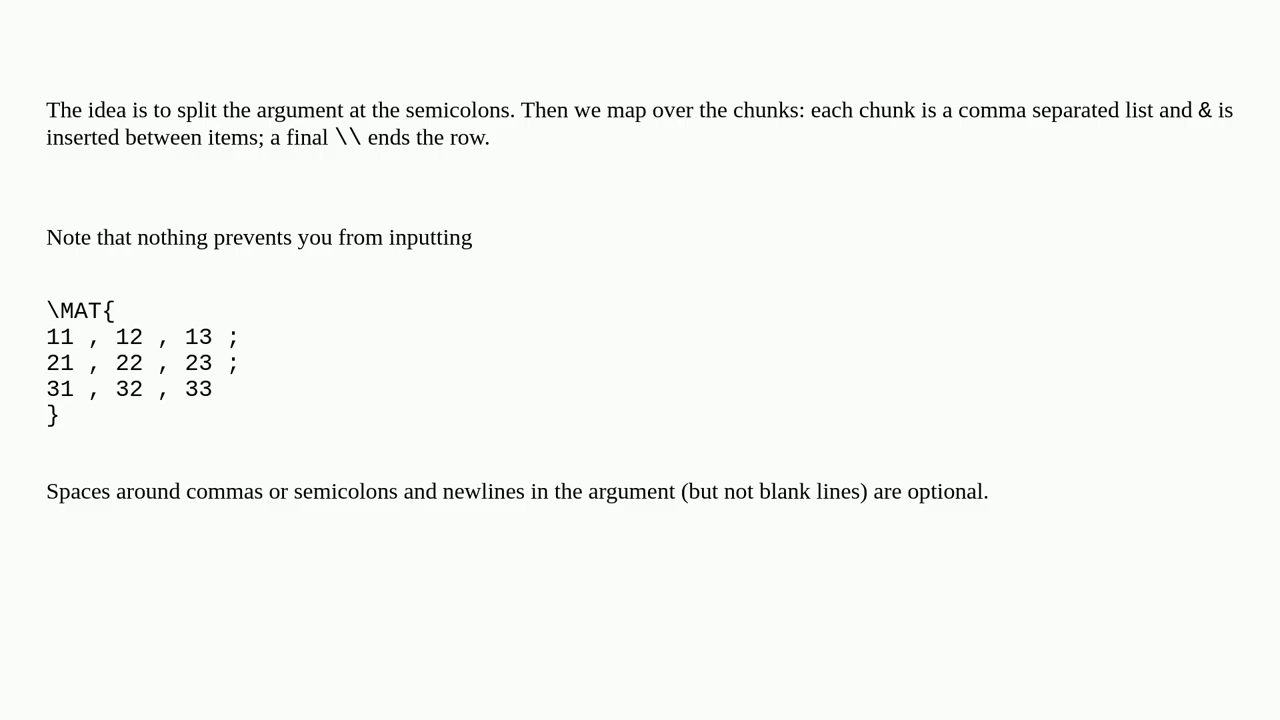 The idea is to split the argument at the semicolons. Then we map over the chunks: each chunk is a comma separated list and & is
inserted between items; a final \\ ends the row.
Note that nothing prevents you from inputting
\MAT{
11 , 12 , 13 ;
21 , 22 , 23 ;
31 , 32 , 33
}
Spaces around commas or semicolons and newlines in the argument (but not blank lines) are optional.